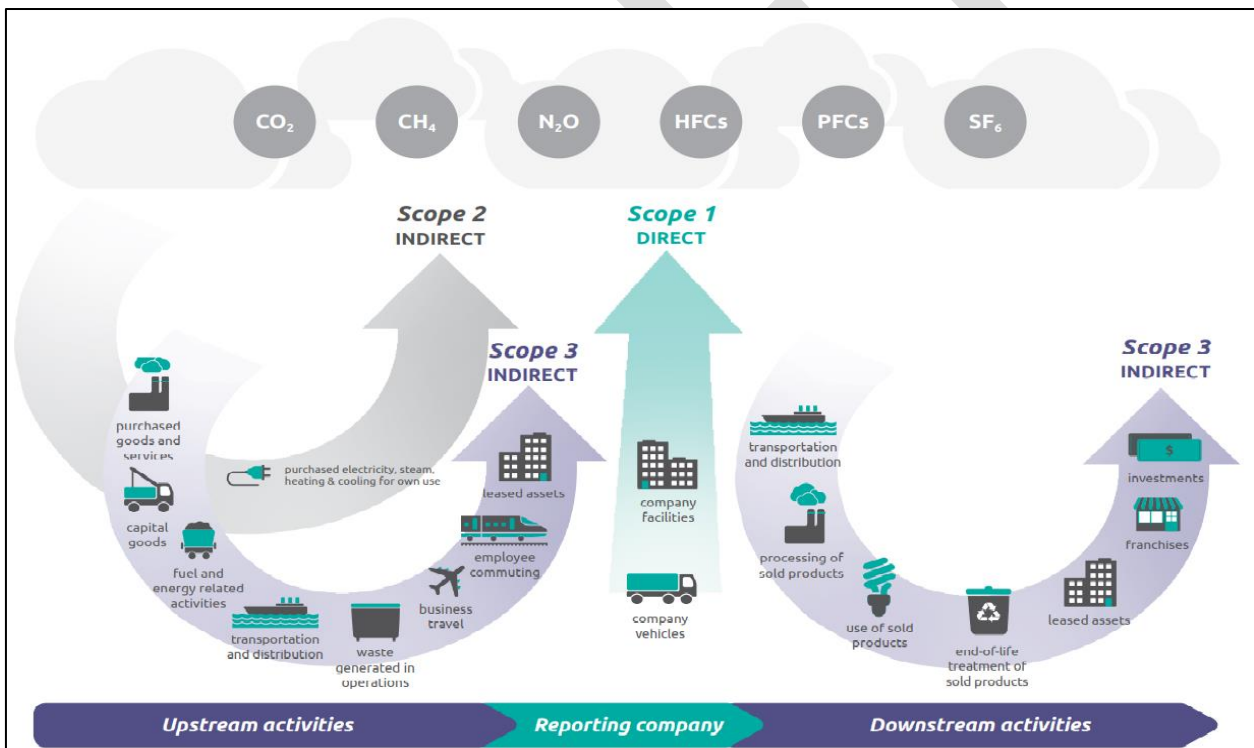 CO₂
CH₄
N₂O
HFCs
PFCs
SF₆
Scope 2
INDIRECT
Scope 1
DIRECT
Scope 3
INDIRECT
Scope 3
INDIRECT
purchased
goods and
services
capital
goods
fuel and
energy related
activities
transportation
and distribution
waste
generated in
operations
business
travel
employee
commuting
leased assets
purchased electricity, steam,
heating & cooling for own use
company
facilities
company
vehicles
transportation
and distribution
processing of
sold products
use of sold
products
end-of-life
treatment of
sold products
leased assets
franchises
$
investments
Upstream activities
Reporting company
Downstream activities